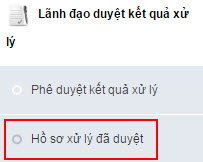 Lãnh đạo duyệt kết quả xử
lý
Phê duyệt kết quả xử lý
Hồ sơ xử lý đã duyệt